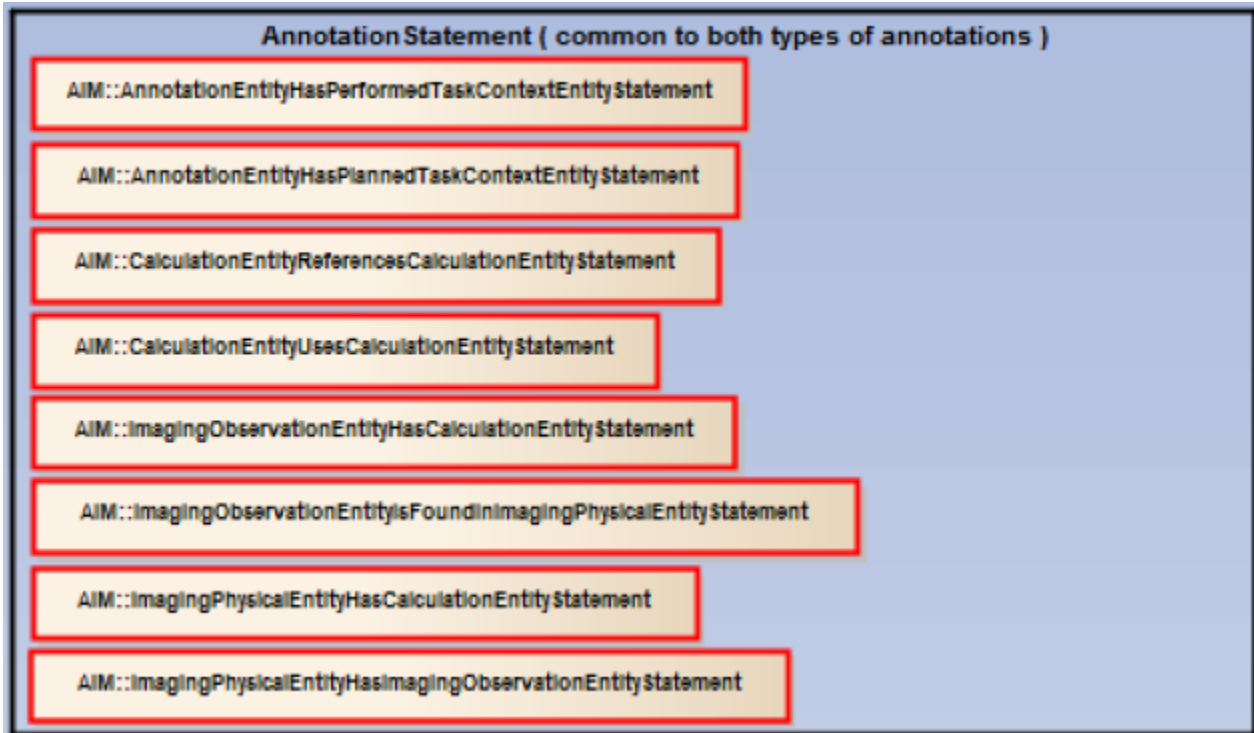 AnnotationStatement ( common to both types of annotations )
AIM::AnnotationEntityHasPerformedTaskContextEntityStatement
AIM::AnnotationEntityHasPlannedTaskContextEntityStatement
AIM::CalculationEntityReferencesCalculationEntityStatement
AIM::CalculationEntityUsesCalculationEntityStatement
AIM::ImagingObservationEntityHasCalculationEntityStatement
AIM::ImagingObservationEntityIsFoundInImagingPhysicalEntityStatement
AIM::ImagingPhysicalEntityHasCalculationEntityStatement
AIM::ImagingPhysicalEntityHasImagingObservationEntityStatement